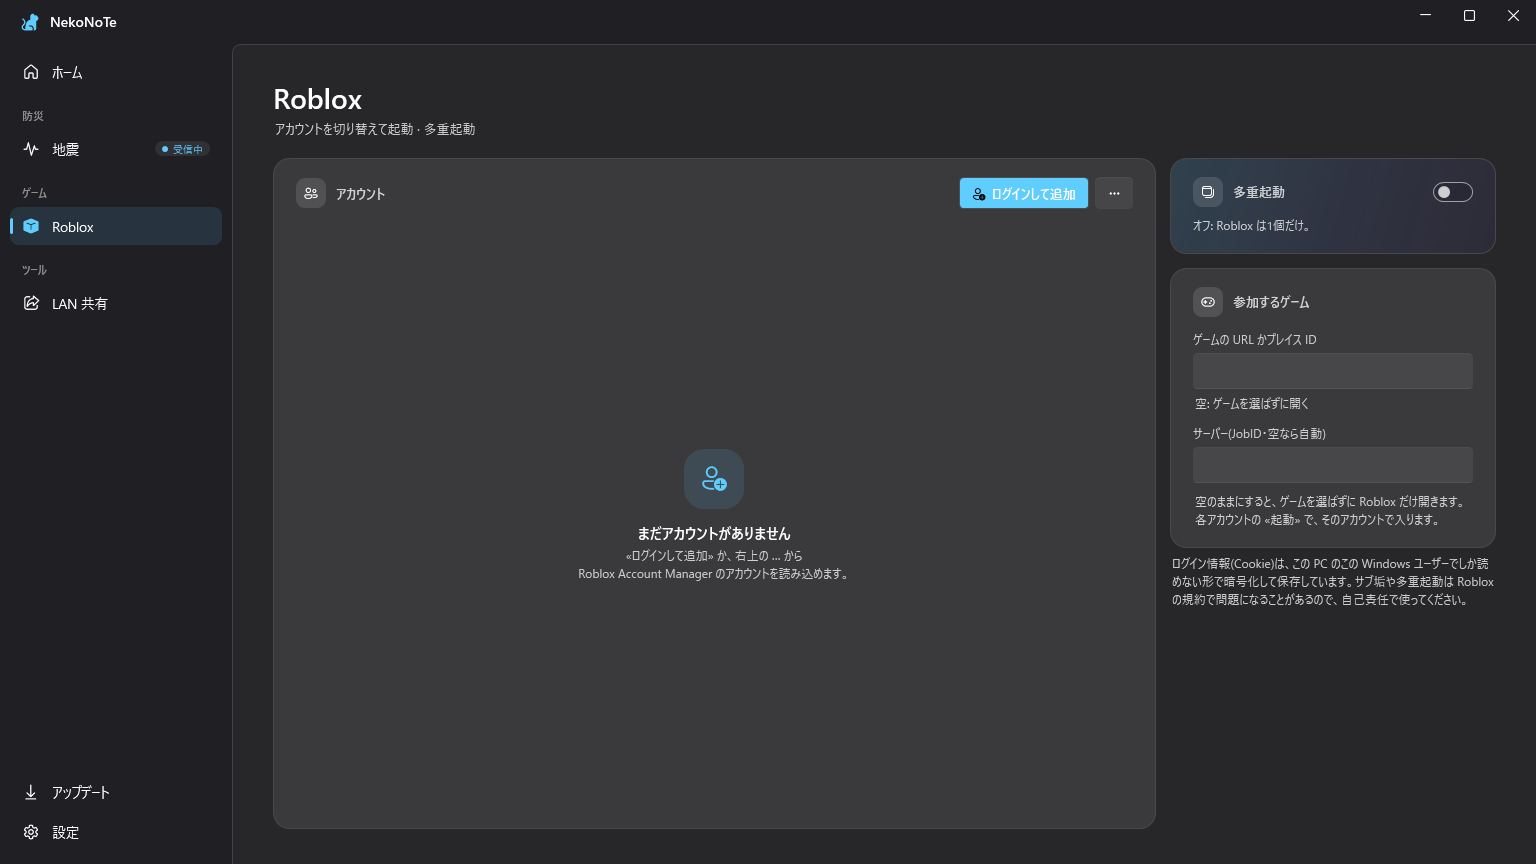 NekoNoTe
ホーム
防災
地震
受信中
ゲーム
Roblox
ツール
LAN 共有
アップデート
設定
Roblox
アカウントを切り替えて起動 · 多重起動
アカウント
ログインして追加
まだアカウントがありません
«ログインして追加» か、右上の ... から
Roblox Account Manager のアカウントを読み込めます。
多重起動
オフ: Roblox は1個だけ。
参加するゲーム
ゲームの URL かプレイス ID
空: ゲームを選ばずに開く
サーバー(JobID・空なら自動)
空のままにすると、ゲームを選ばずに Roblox だけ開きます。
各アカウントの «起動» で、そのアカウントで入ります。
ログイン情報(Cookie)は、この PC のこの Windows ユーザーでしか読
めない形で暗号化して保存しています。サブ垢や多重起動は Roblox
の規約で問題になることがあるので、自己責任で使ってください。